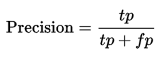 Precision = tp / (tp + fp)